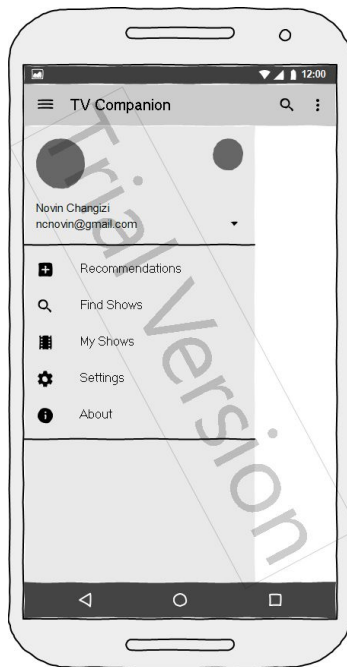 12:00
TV Companion
Novin Changizi
ncnovin@gmail.com
Recommendations
Find Shows
My Shows
Settings
About
Trial Version